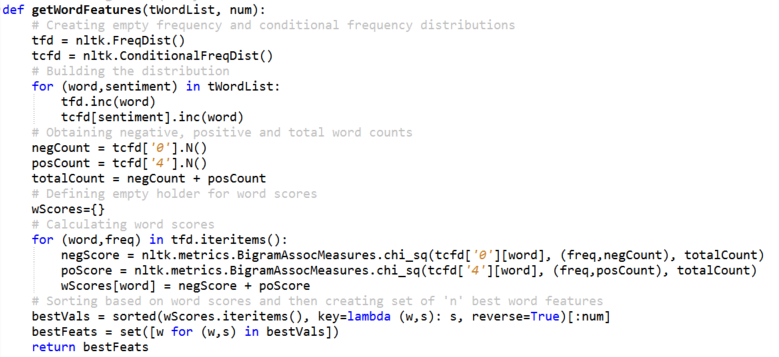 def getWordFeatures(tWordList, num):
    # Creating empty frequency and conditional frequency distributions
    tfd = nltk.FreqDist()
    tcfd = nltk.ConditionalFreqDist()
    # Building the distribution
    for (word,sentiment) in tWordList:
        tfd.inc(word)
        tcfd[sentiment].inc(word)
    # Obtaining negative, positive and total word counts
    negCount = tcfd['0'].N()
    posCount = tcfd['4'].N()
    totalCount = negCount + posCount
    # Defining empty holder for word scores
    wScores={}
    # Calculating word scores
    for (word,freq) in tfd.iteritems():
        negScore = nltk.metrics.BigramAssocMeasures.chi_sq(tcfd['0'][word], (freq,negCount), totalCount)
        poScore = nltk.metrics.BigramAssocMeasures.chi_sq(tcfd['4'][word], (freq,posCount), totalCount)
        wScores[word] = negScore + poScore
    # Sorting based on word scores and then creating set of 'n' best word features
    bestVals = sorted(wScores.iteritems(), key=lambda (w,s): s, reverse=True)[:num]
    bestFeats = set([w for (w,s) in bestVals])
    return bestFeats